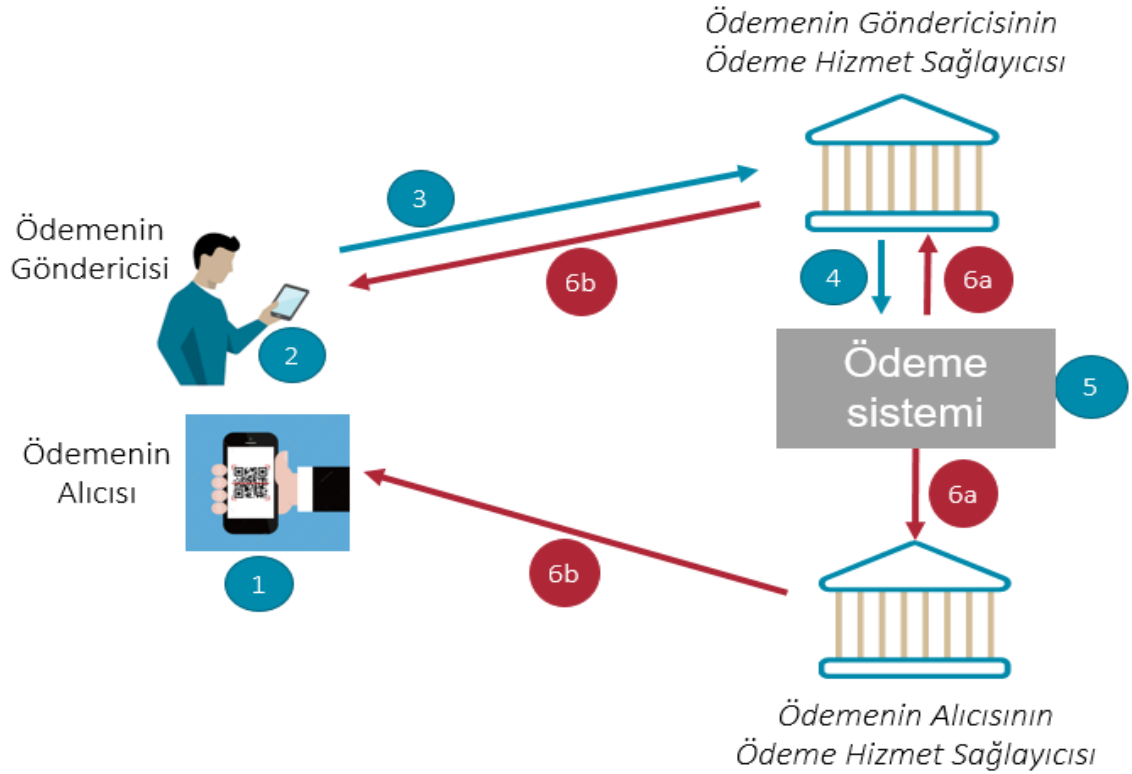 Ödemenin Göndericisinin
Ödeme Hizmet Sağlayıcısı
3
Ödemenin
Göndericisi
6b
4
6a
2
Ödeme
sistemi
5
Ödemenin
Alıcısı
6a
1
6b
Ödemenin Alıcısının
Ödeme Hizmet Sağlayıcısı